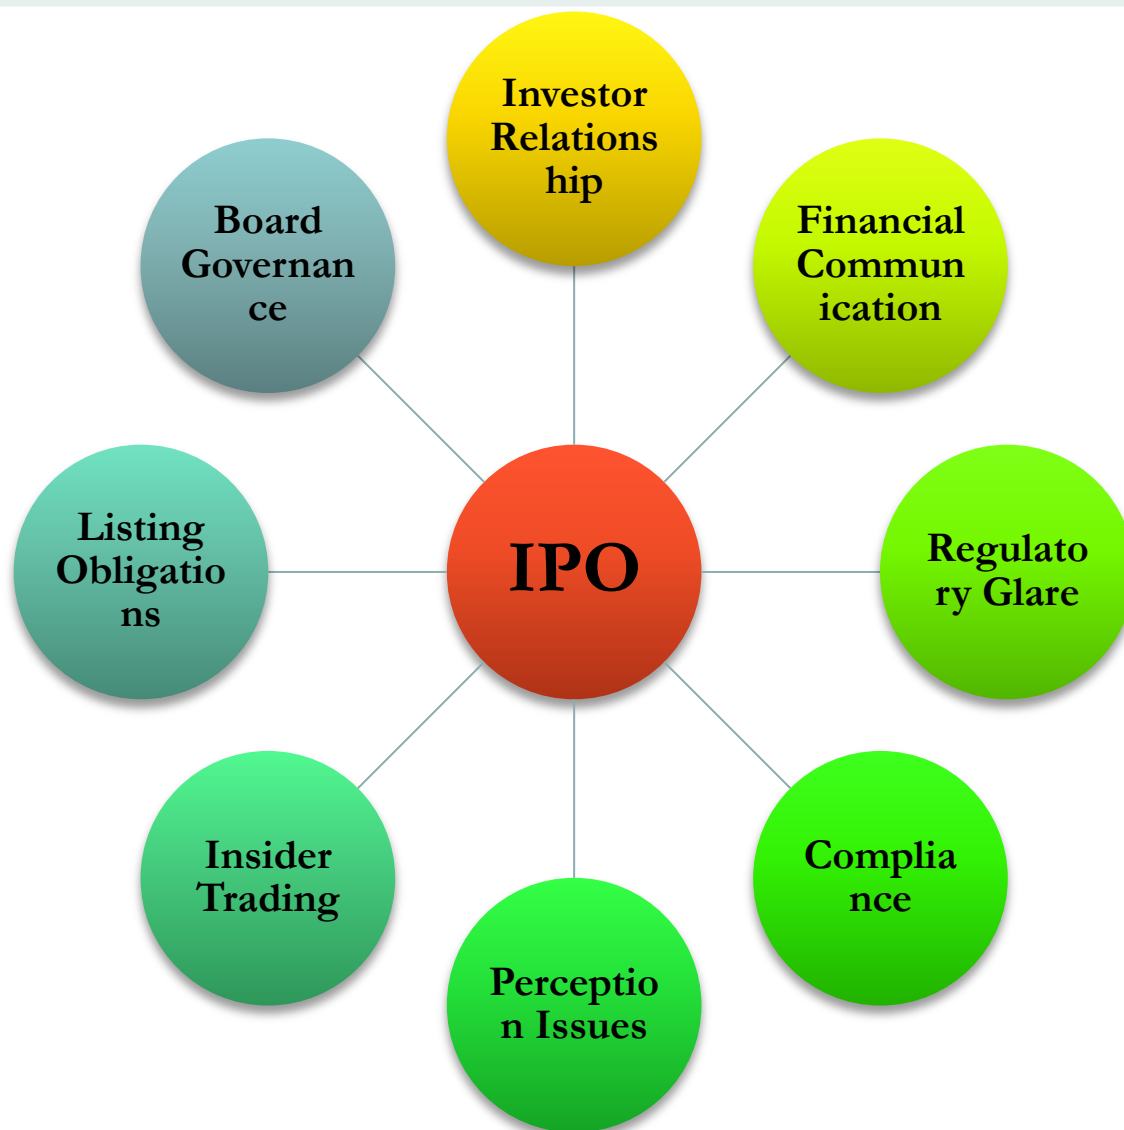 Investor
Relations
hip
Financial
Commun
ication
Regulato
ry Glare
Complia
nce
Perceptio
n Issues
Insider
Trading
Listing
Obligatio
ns
Board
Governan
ce
IPO